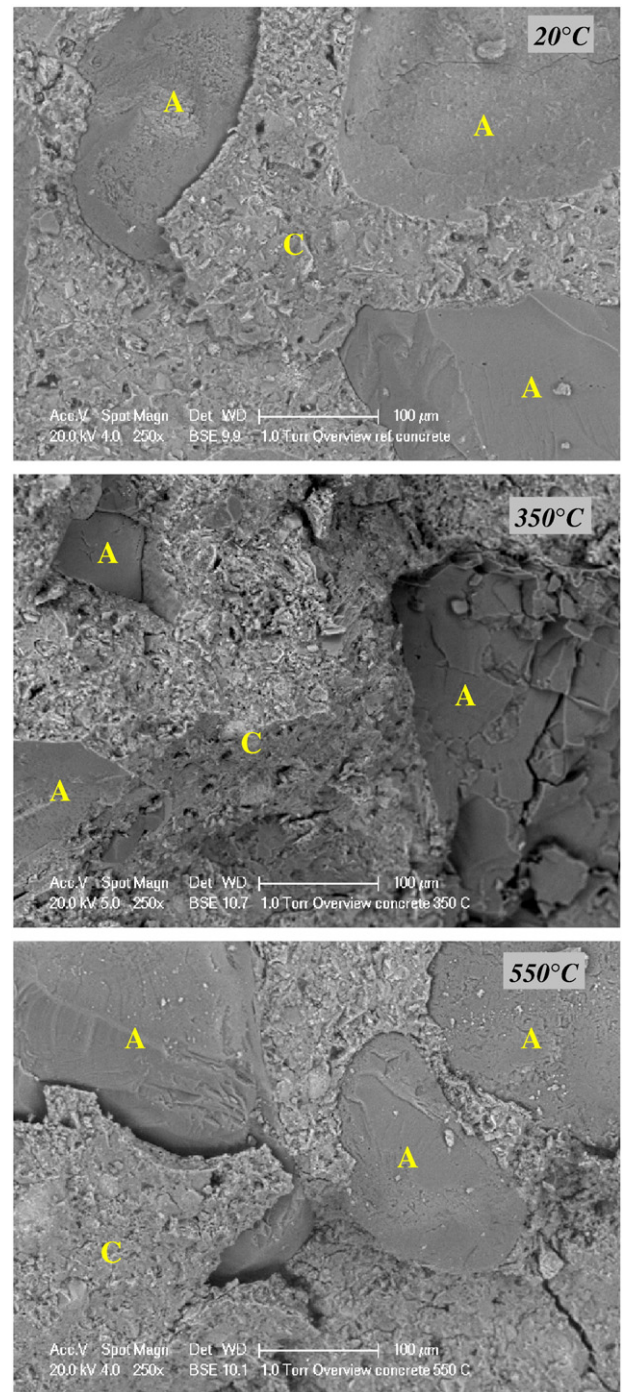 20°C
A
A
C
A
Acc.V Spot Magn Det WD 100 µm
20.0 kV 4.0 250x BSE 9.9 1.0 Torr Overview ref concrete
350°C
A
A
C
A
Acc.V Spot Magn Det WD 100 µm
20.0 kV 5.0 250x BSE 10.7 1.0 Torr Overview concrete 350 C
550°C
A
A
A
C
Acc.V Spot Magn Det WD 100 µm
20.0 kV 4.0 250x BSE 10.1 1.0 Torr Overview concrete 550 C